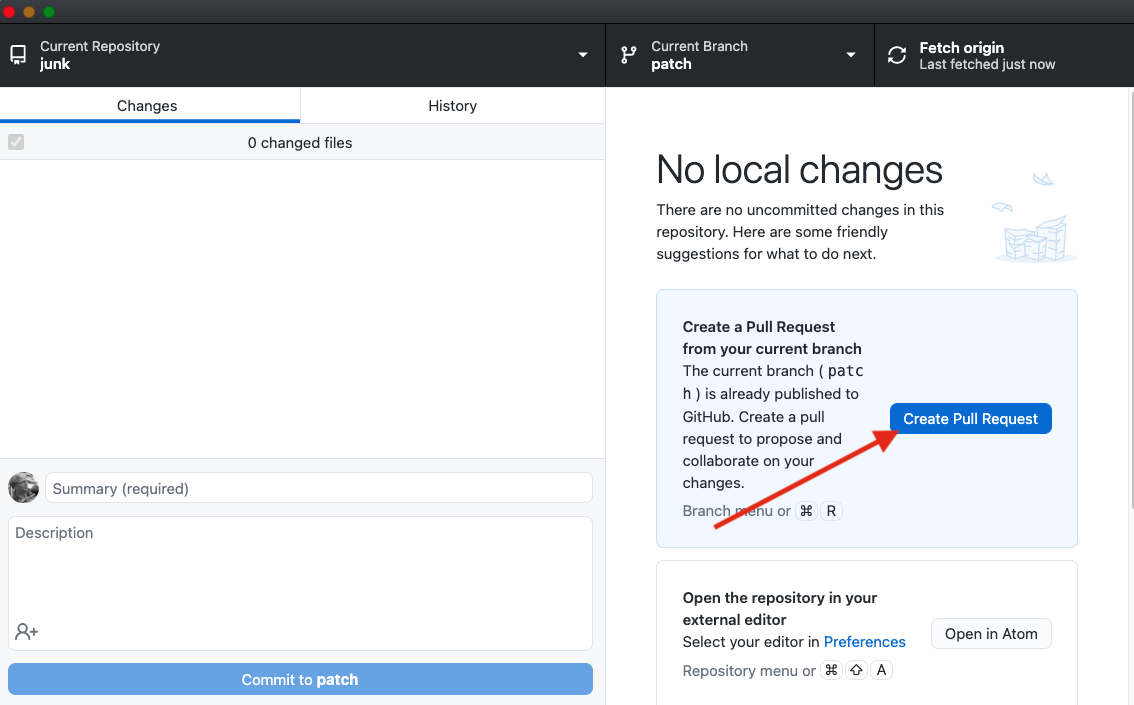 Current Repository
junk
Current Branch
patch
Fetch origin
Last fetched just now
Changes
History
0 changed files
No local changes
There are no uncommitted changes in this
repository. Here are some friendly
suggestions for what to do next.
Create a Pull Request
from your current branch
The current branch ( patc
h ) is already published to
GitHub. Create a pull
request to propose and
collaborate on your
changes.
Branch menu or ⌘ R
Create Pull Request
Open the repository in your
external editor
Select your editor in Preferences
Repository menu or ⌘ ⇧ A
Open in Atom
Summary (required)
Description
Commit to patch